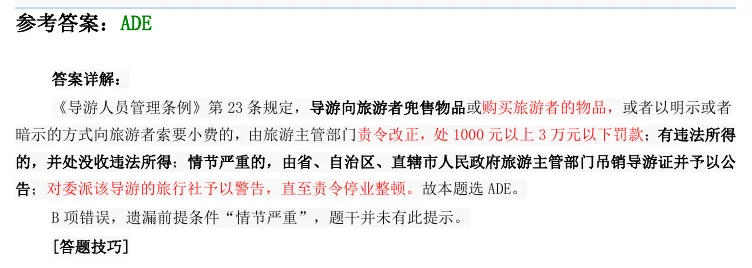 参考答案：ADE
答案详解：
《导游人员管理条例》第 23 条规定，导游向旅游者兜售物品或购买旅游者的物品，或者以明示或者
暗示的方式向旅游者索要小费的，由旅游主管部门责令改正，处 1000 元以上 3 万元以下罚款；有违法所得
的，并处没收违法所得；情节严重的，由省、自治区、直辖市人民政府旅游主管部门吊销导游证并予以公
告；对委派该导游的旅行社予以警告，直至责令停业整顿。故本题选 ADE。
B 项错误，遗漏前提条件“情节严重”，题干并未有此提示。
[答题技巧]